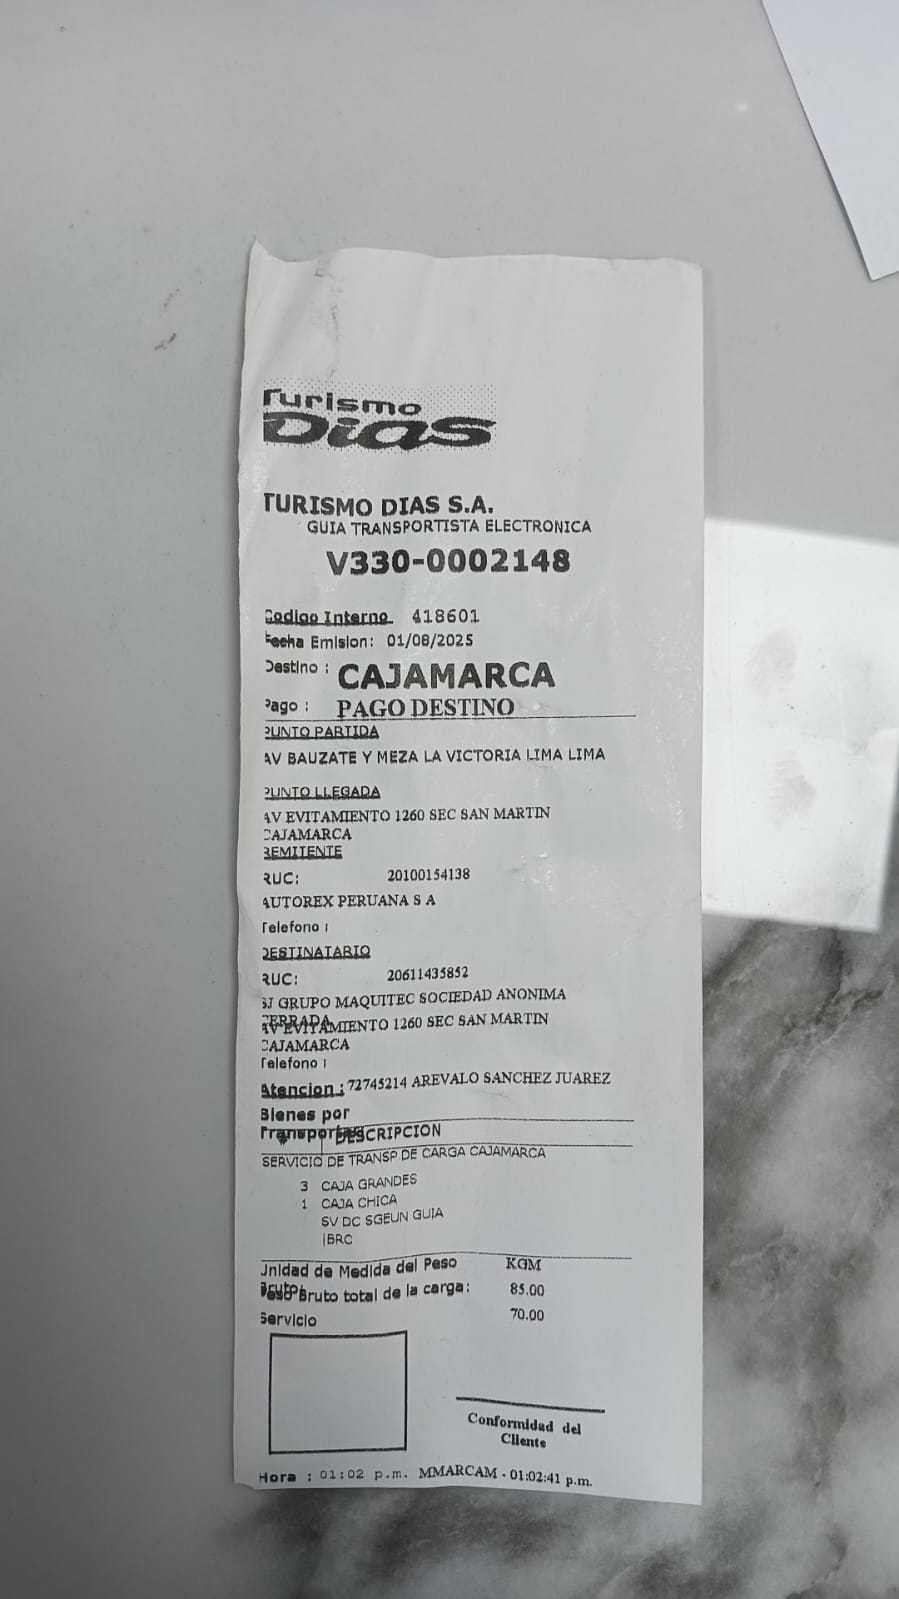 Turismo
Dias
TURISMO DIAS S.A.
GUIA TRANSPORTISTA ELECTRONICA
V330-0002148
Codigo Interno 418601
Fecha Emision: 01/08/2025
Destino : CAJAMARCA
Pago : PAGO DESTINO
PUNTO PARTIDA
AV BAUZATE Y MEZA LA VICTORIA LIMA LIMA
PUNTO LLEGADA
AV EVITAMIENTO 1260 SEC SAN MARTIN
CAJAMARCA
REMITENTE
RUC: 20100154138
AUTOREX PERUANA S A
Telefono :
DESTINATARIO
RUC: 20611435852
SJ GRUPO MAQUITEC SOCIEDAD ANONIMA
CERRADA
AV EVITAMIENTO 1260 SEC SAN MARTIN
CAJAMARCA
Telefono :
Atencion : 72745214 AREVALO SANCHEZ JUAREZ
Bienes por
Transportar
# DESCRIPCION
SERVICIO DE TRANSP DE CARGA CAJAMARCA
3 CAJA GRANDES
1 CAJA CHICA
SV DC SGEUN GUIA
|BRC
Unidad de Medida del Peso KGM
Bruto:
Peso Bruto total de la carga: 85.00
Servicio 70.00
Conformidad del
Cliente
Hora : 01:02 p.m. MMARCAM - 01:02:41 p.m.